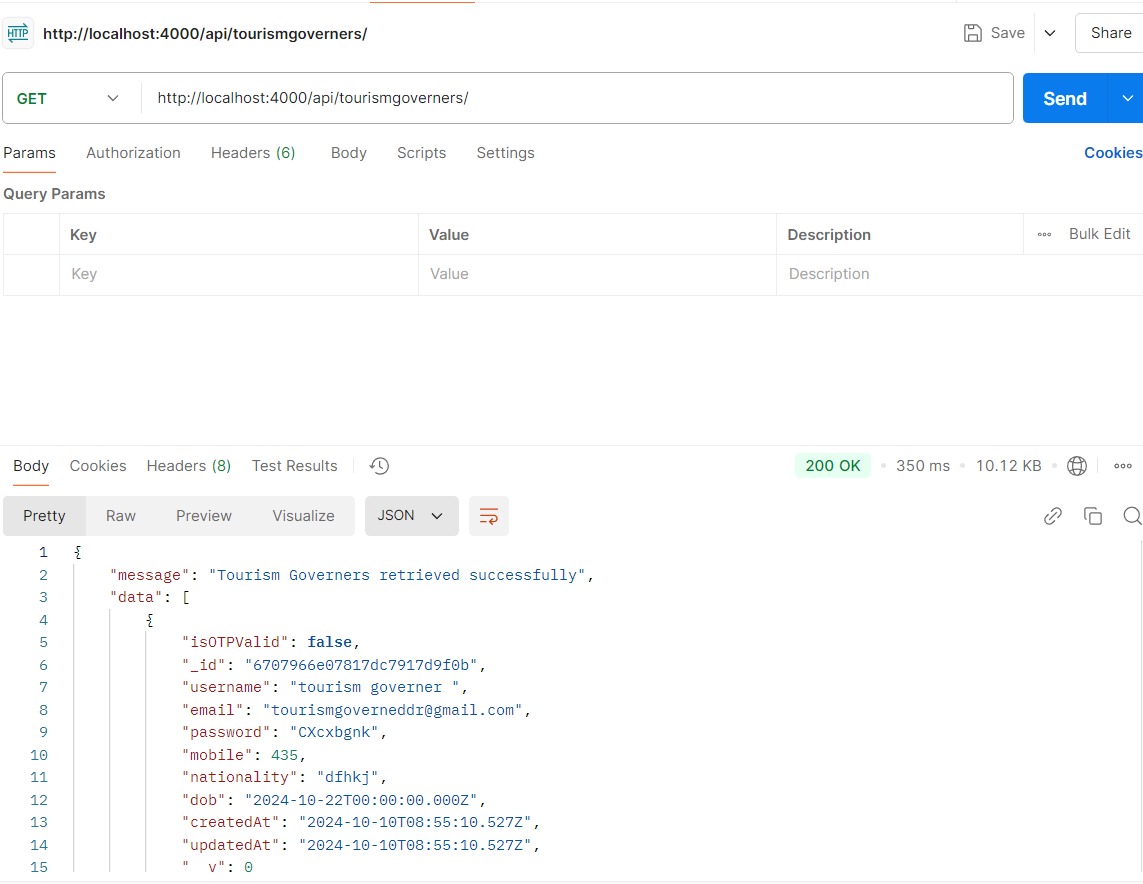 HTTP http://localhost:4000/api/tourismgoverners/ Save Share
GET http://localhost:4000/api/tourismgoverners/ Send
Params Authorization Headers (6) Body Scripts Settings Cookies
Query Params
Key Value Description Bulk Edit
Key Value Description
Body Cookies Headers (8) Test Results 200 OK 350 ms 10.12 KB
Pretty Raw Preview Visualize JSON
1 {
2 "message": "Tourism Governers retrieved successfully",
3 "data": [
4 {
5 "isOTPValid": false,
6 "_id": "6707966e07817dc7917d9f0b",
7 "username": "tourism governer ",
8 "email": "tourismgoverneddr@gmail.com",
9 "password": "CXcxbgnk",
10 "mobile": 435,
11 "nationality": "dfhkj",
12 "dob": "2024-10-22T00:00:00.000Z",
13 "createdAt": "2024-10-10T08:55:10.527Z",
14 "updatedAt": "2024-10-10T08:55:10.527Z",
15 "__v": 0